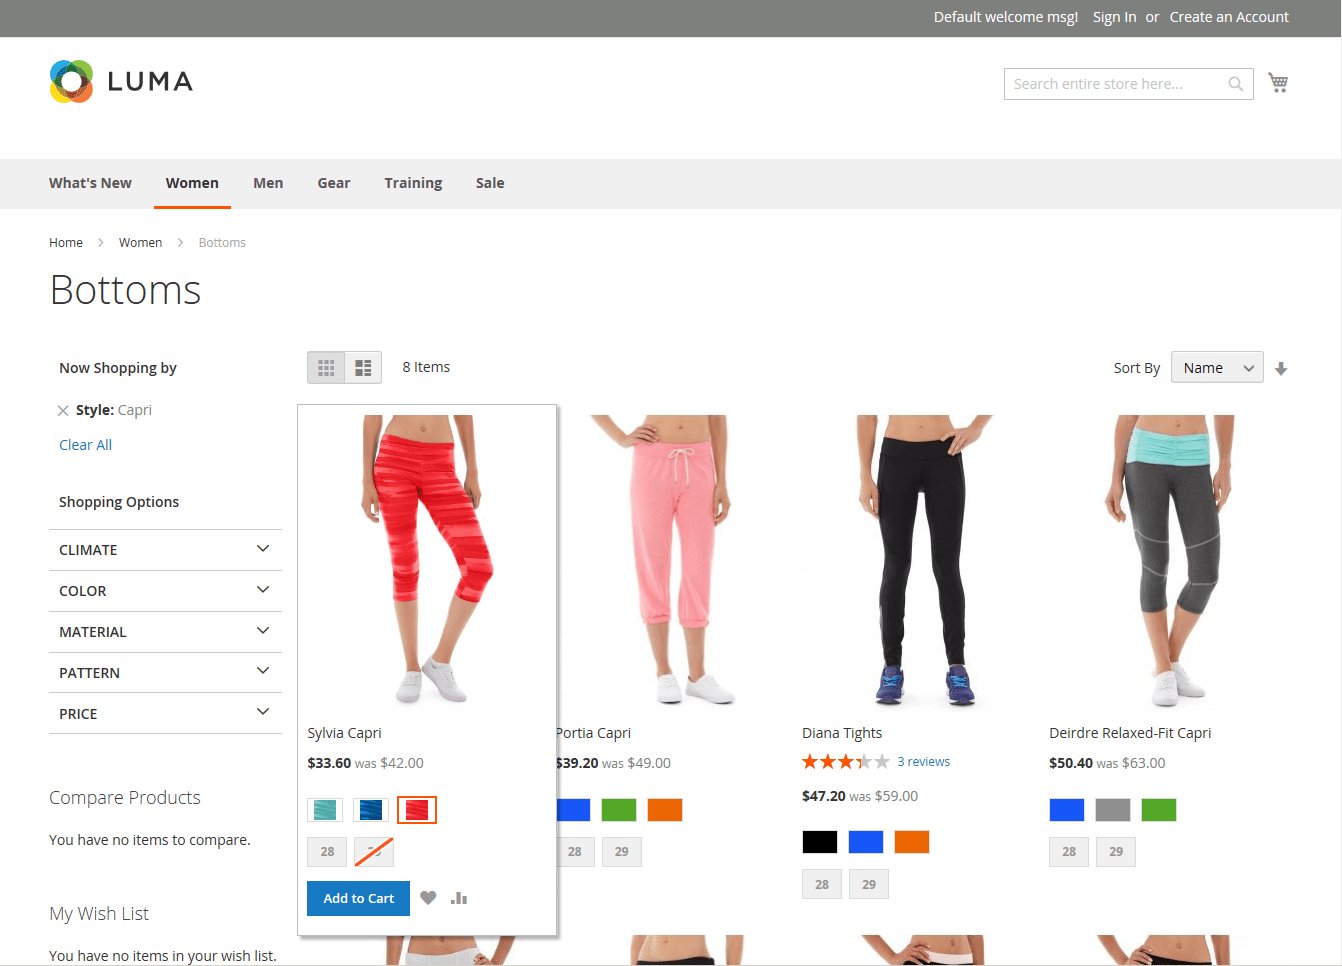 Default welcome msg! Sign In or Create an Account
LUMA
Search entire store here...
What's New Women Men Gear Training Sale
Home Women Bottoms
Bottoms
Now Shopping by
Style: Capri
Clear All
Shopping Options
CLIMATE
COLOR
MATERIAL
PATTERN
PRICE
Compare Products
You have no items to compare.
My Wish List
You have no items in your wish list.
8 Items
Sort By Name
Sylvia Capri
$33.60 was $42.00
28
Add to Cart
Portia Capri
$39.20 was $49.00
28 29
Diana Tights
3 reviews
$47.20 was $59.00
28 29
Deirdre Relaxed-Fit Capri
$50.40 was $63.00
28 29